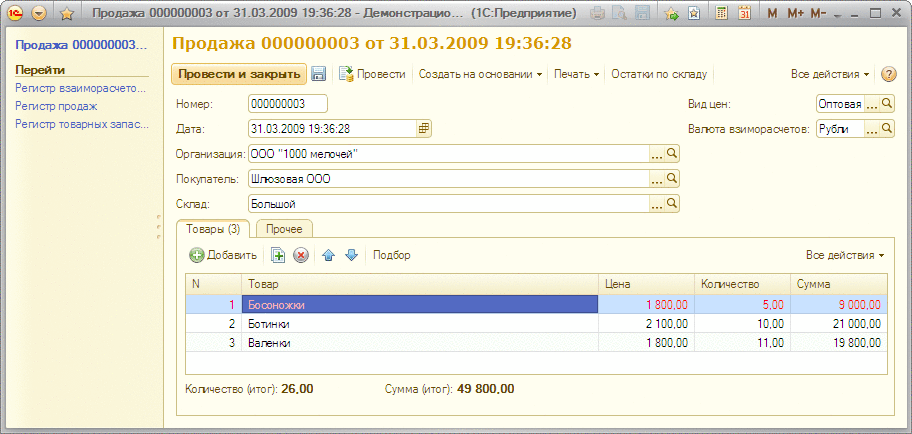 Продажа 000000003 от 31.03.2009 19:36:28 - Демонстрацио... (1С:Предприятие)
M M+ M-
Продажа 000000003...
Перейти
Регистр взаиморасчето...
Регистр продаж
Регистр товарных запас...
Продажа 000000003 от 31.03.2009 19:36:28
Провести и закрыть Провести Создать на основании Печать Остатки по складу Все действия
Номер: 000000003 Вид цен: Оптовая ...
Дата: 31.03.2009 19:36:28 Валюта взиморасчетов: Рубли ...
Организация: ООО "1000 мелочей" ...
Покупатель: Шлюзовая ООО ...
Склад: Большой ...
Товары (3) Прочее
Добавить Подбор Все действия
N Товар Цена Количество Сумма
1 Босоножки 1 800,00 5,00 9 000,00
2 Ботинки 2 100,00 10,00 21 000,00
3 Валенки 1 800,00 11,00 19 800,00
Количество (итог): 26,00 Сумма (итог): 49 800,00